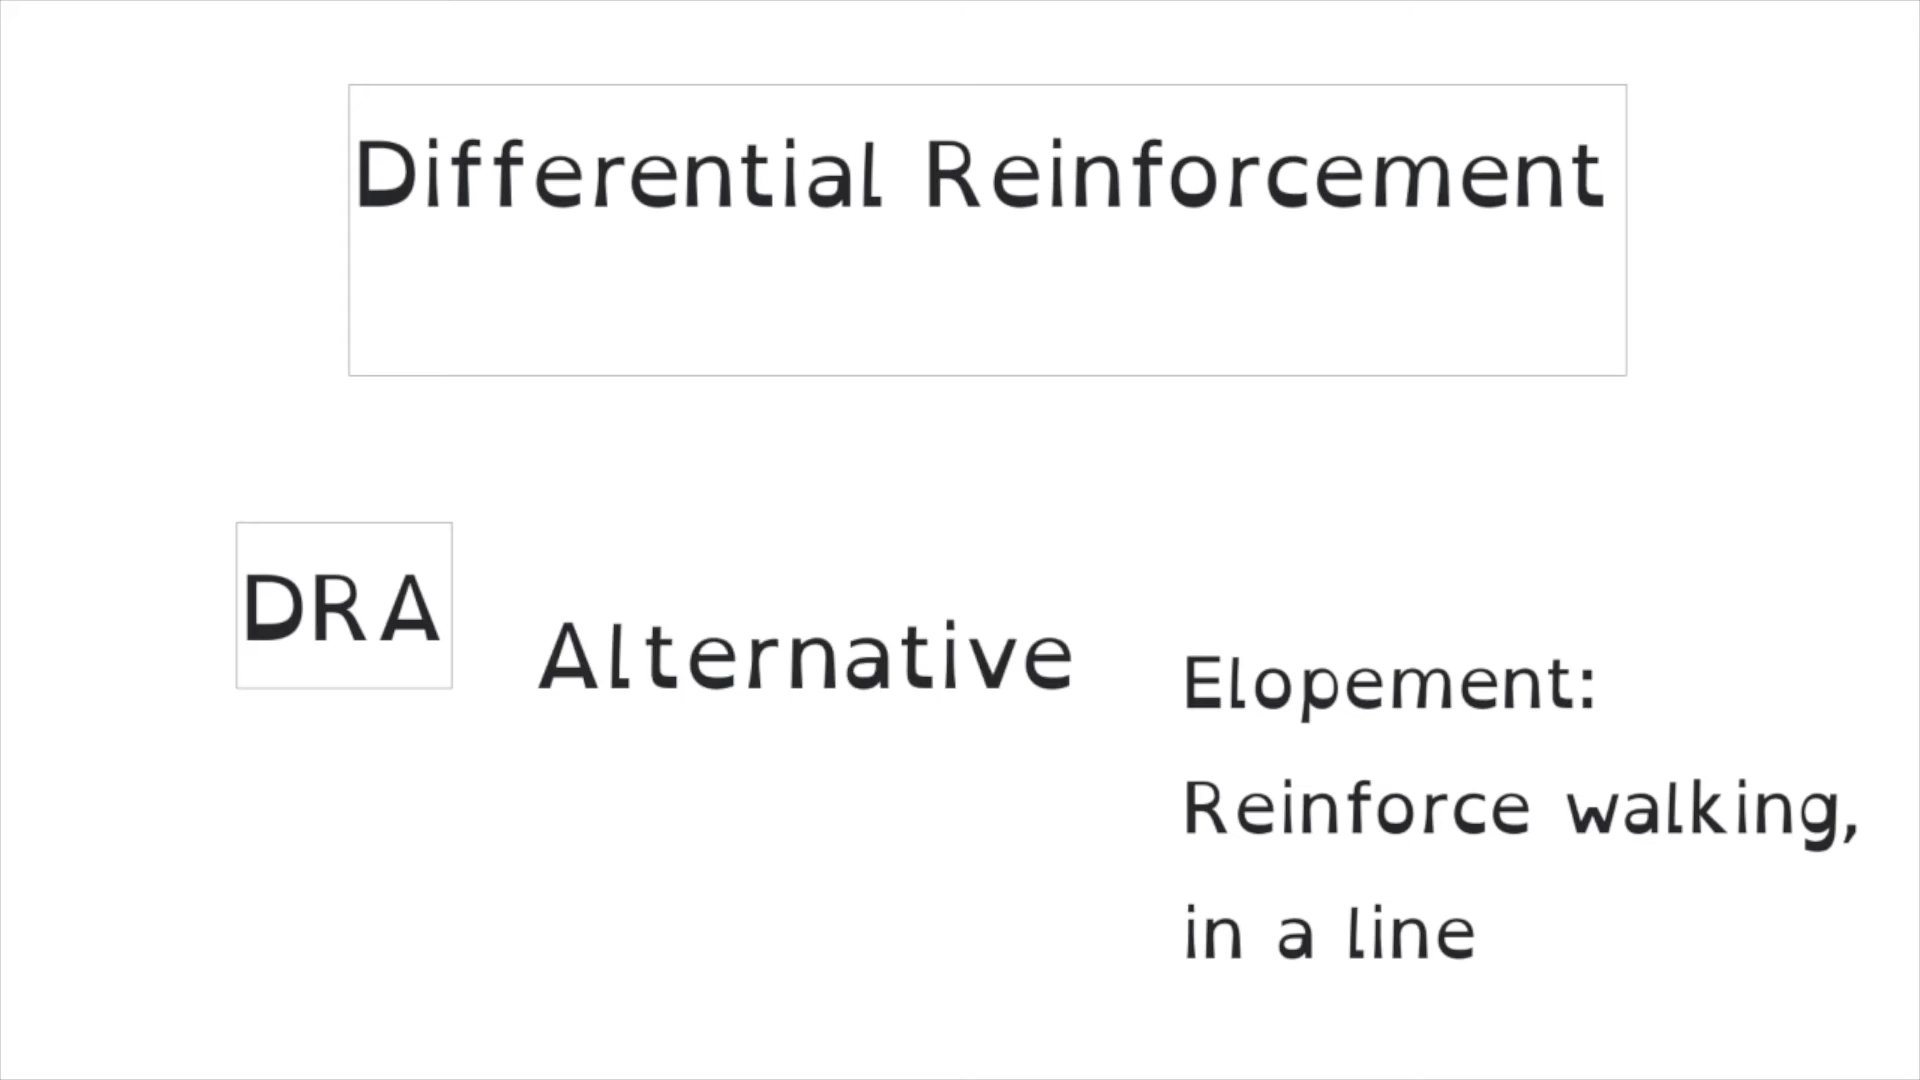 Differential Reinforcement
DRA
Alternative
Elopement:
Reinforce walking,
in a line